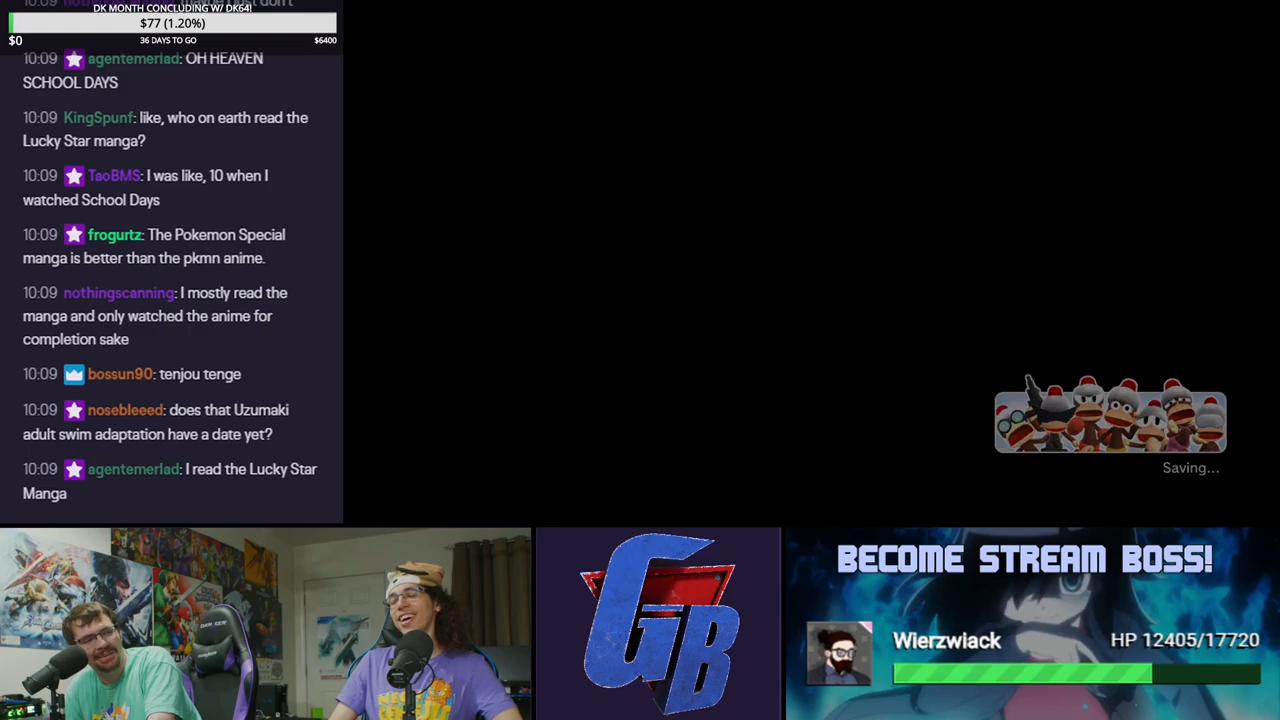 DK MONTH CONCLUDING W/ DK64!
$77 (1.20%)
$0
36 DAYS TO GO
$6400
10:09 agentemerlad: OH HEAVEN
SCHOOL DAYS
10:09 KingSpunf: like, who on earth read the
Lucky Star manga?
10:09 TaoBMS: I was like, 10 when I
watched School Days
10:09 frogurtz: The Pokemon Special
manga is better than the pkmn anime.
10:09 nothingscanning: I mostly read the
manga and only watched the anime for
completion sake
10:09 bossun90: tenjou tenge
10:09 nosebleeed: does that Uzumaki
adult swim adaptation have a date yet?
10:09 agentemerlad: I read the Lucky Star
Manga
Saving...
GB
BECOME STREAM BOSS!
Wierzwiack
HP 12405/17720